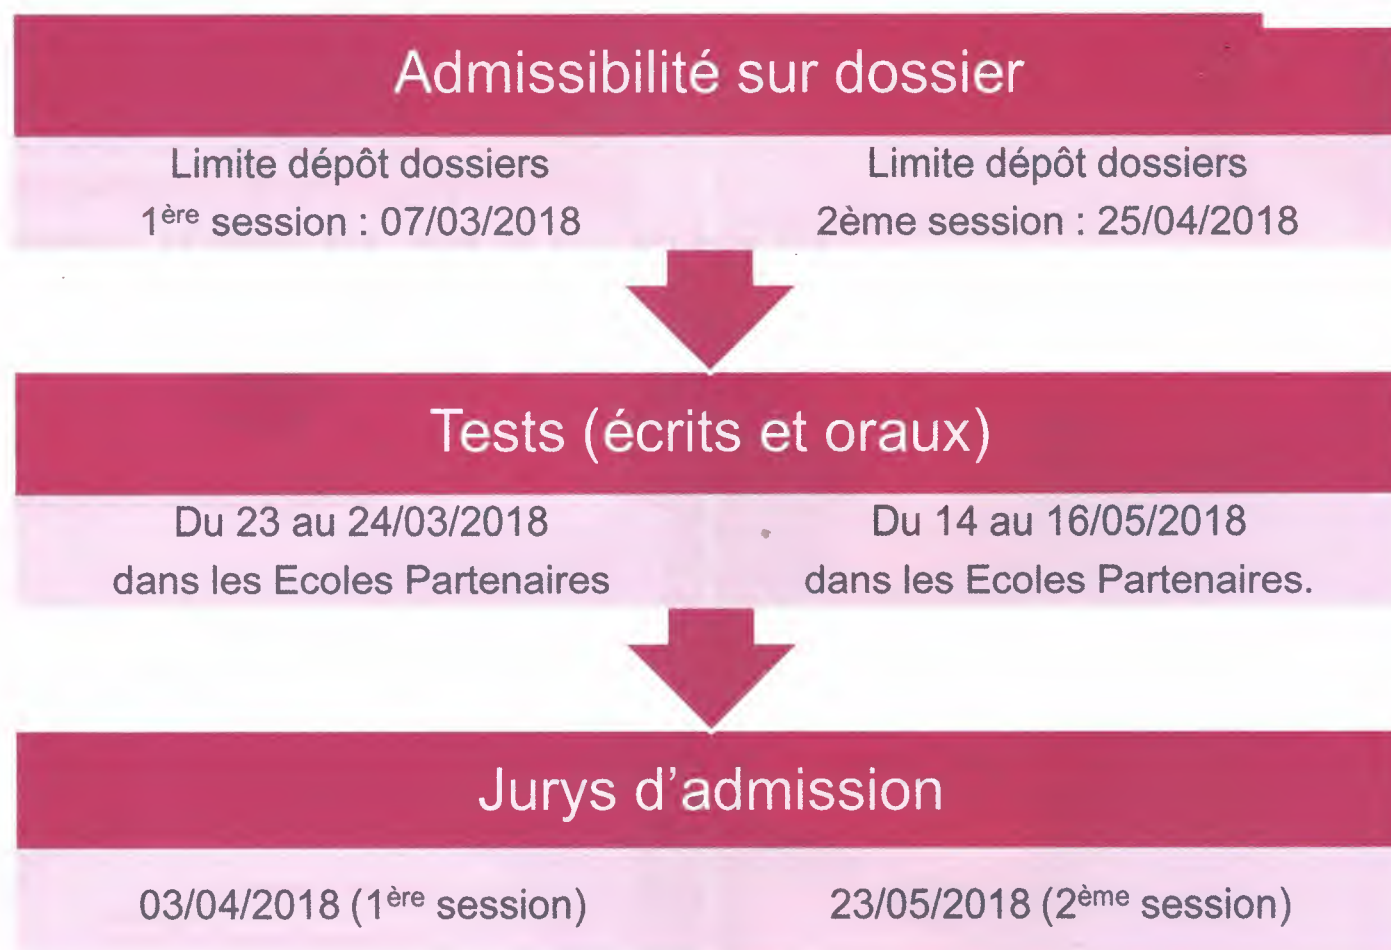 Admissibilité sur dossier
Limite dépôt dossiers
1ère session : 07/03/2018
Limite dépôt dossiers
2ème session : 25/04/2018
Tests (écrits et oraux)
Du 23 au 24/03/2018
dans les Ecoles Partenaires
Du 14 au 16/05/2018
dans les Ecoles Partenaires.
Jurys d'admission
03/04/2018 (1ère session)
23/05/2018 (2ème session)